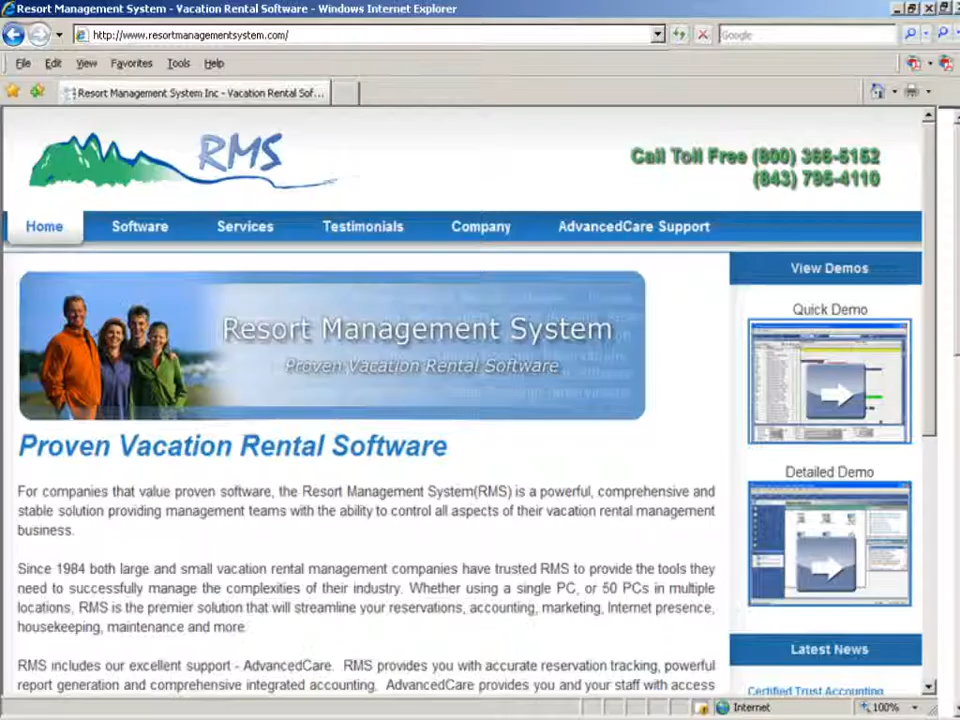 Resort Management System - Vacation Rental Software - Windows Internet Explorer
http://www.resortmanagementsystem.com/
Google
File Edit View Favorites Tools Help
Resort Management System Inc - Vacation Rental Sof...
RMS
Call Toll Free (800) 366-5152
(843) 795-4110
Home Software Services Testimonials Company AdvancedCare Support
View Demos
Quick Demo
Resort Management System
Proven Vacation Rental Software
Proven Vacation Rental Software
Detailed Demo
For companies that value proven software, the Resort Management System(RMS) is a powerful, comprehensive and
stable solution providing management teams with the ability to control all aspects of their vacation rental management
business.
Since 1984 both large and small vacation rental management companies have trusted RMS to provide the tools they
need to successfully manage the complexities of their industry. Whether using a single PC, or 50 PCs in multiple
locations, RMS is the premier solution that will streamline your reservations, accounting, marketing, Internet presence,
housekeeping, maintenance and more.
RMS includes our excellent support - AdvancedCare. RMS provides you with accurate reservation tracking, powerful
report generation and comprehensive integrated accounting. AdvancedCare provides you and your staff with access
Latest News
Certified Trust Accounting
Internet
100%